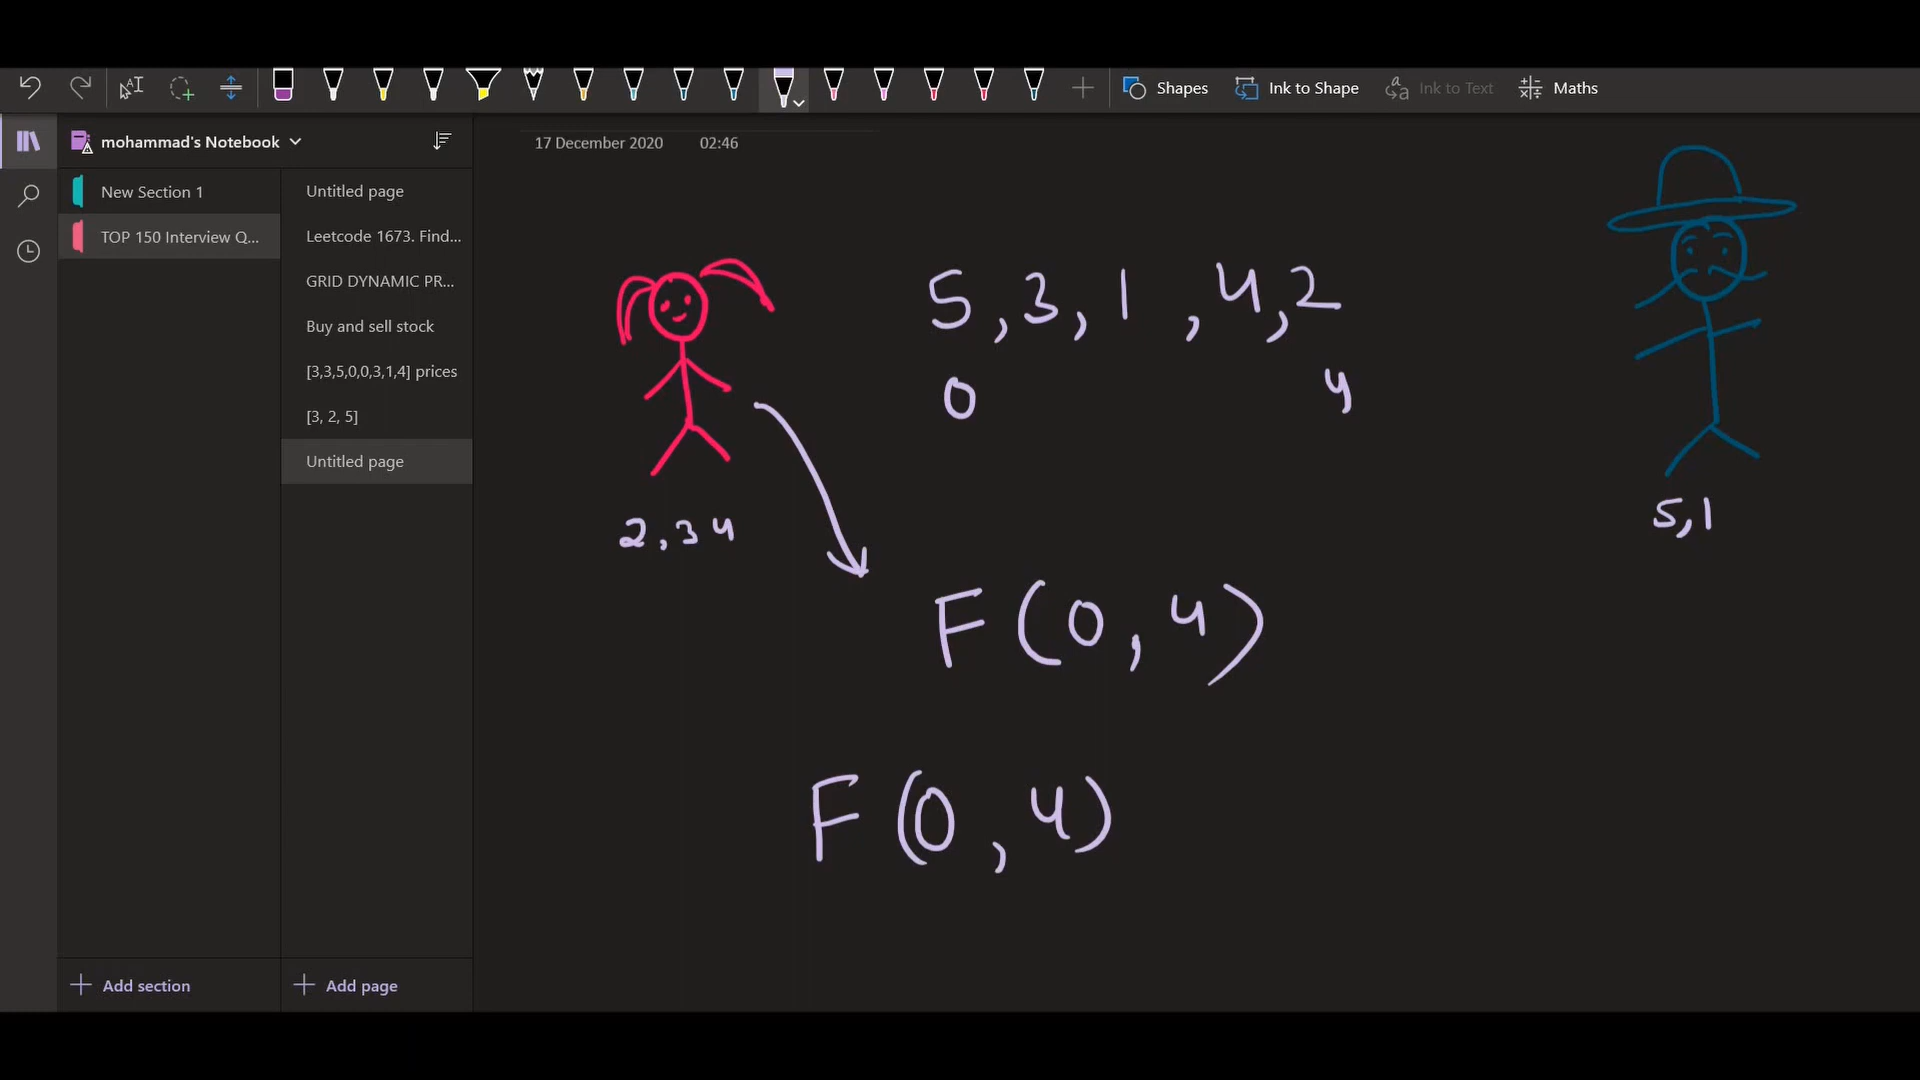 Shapes
Ink to Shape
Ink to Text
Maths
mohammad's Notebook
New Section 1
TOP 150 Interview Q...
Untitled page
Leetcode 1673. Find...
GRID DYNAMIC PR...
Buy and sell stock
[3,3,5,0,0,3,1,4] prices
[3, 2, 5]
Untitled page
Add section
Add page
17 December 2020 02:46
5,3,1,4,2
0 4
2,3 4
5,1
F(0,4)
F(0,4)